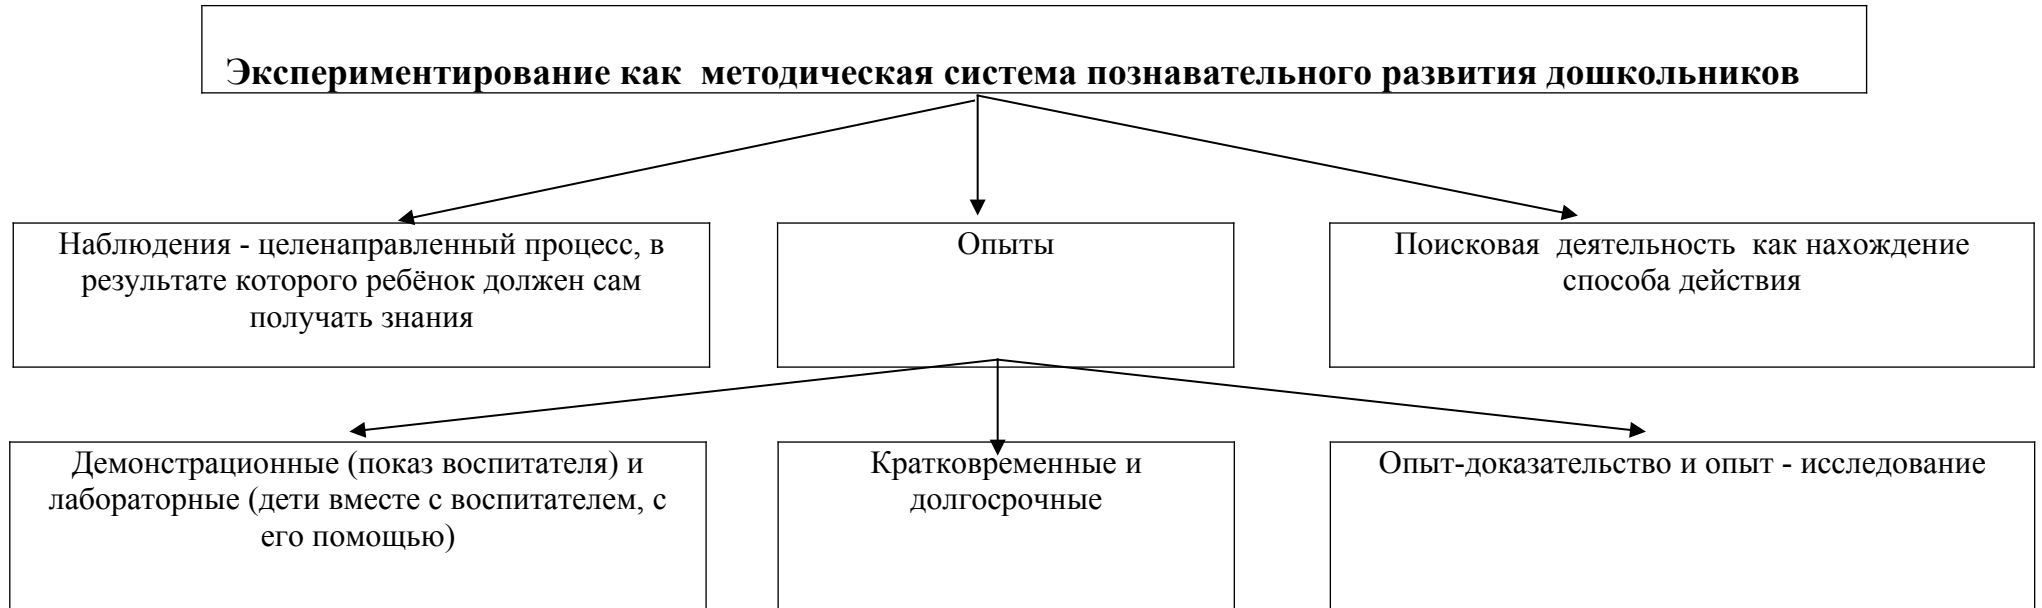 Экспериментирование как методическая система познавательного развития дошкольников
Наблюдения - целенаправленный процесс, в
результате которого ребёнок должен сам
получать знания
Опыты
Поисковая деятельность как нахождение
способа действия
Демонстрационные (показ воспитателя) и
лабораторные (дети вместе с воспитателем, с
его помощью)
Кратковременные и
долгосрочные
Опыт-доказательство и опыт - исследование